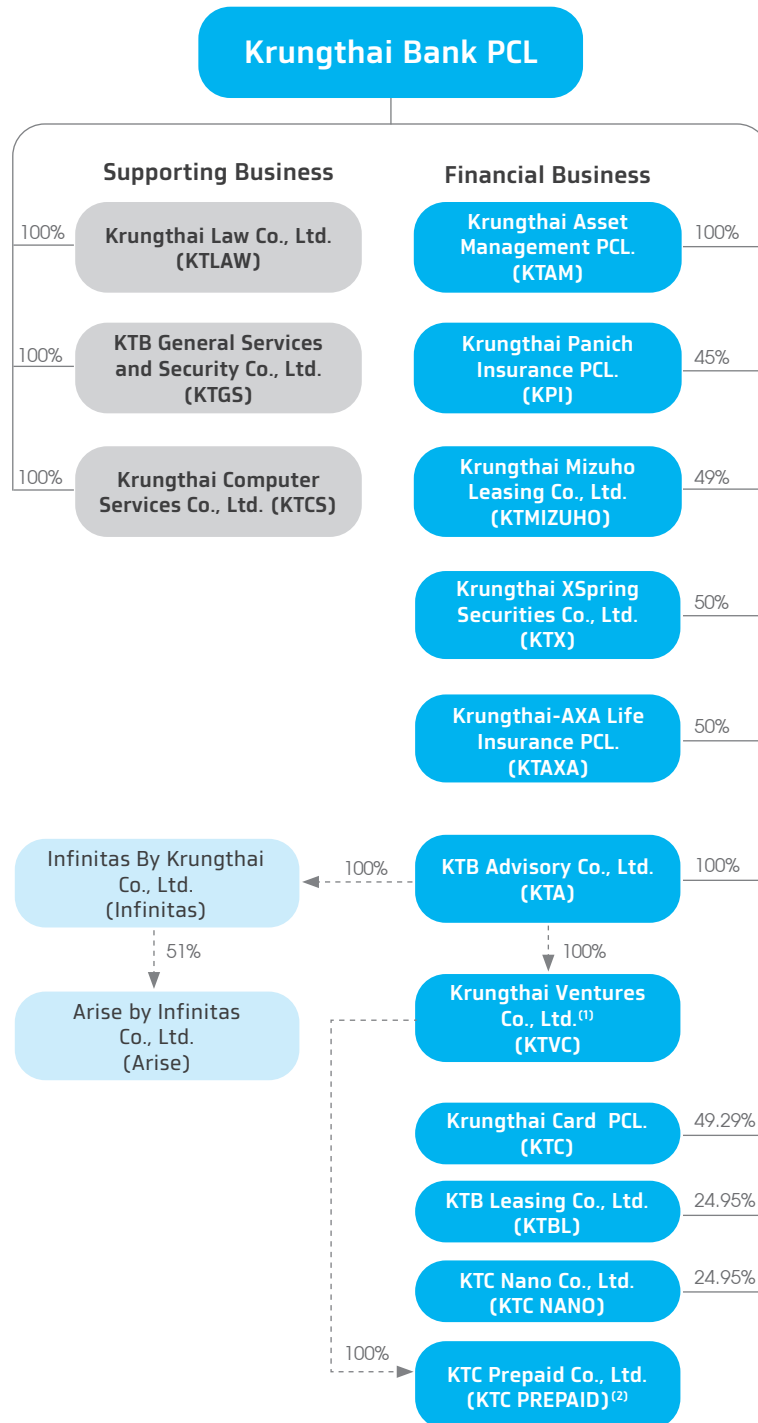 Krungthai Bank PCL
Supporting Business
Financial Business
100%
Krungthai Law Co., Ltd.
(KTLAW)
Krungthai Asset
Management PCL.
(KTAM)
100%
100%
KTB General Services
and Security Co., Ltd.
(KTGS)
Krungthai Panich
Insurance PCL.
(KPI)
45%
100%
Krungthai Computer
Services Co., Ltd. (KTCS)
Krungthai Mizuho
Leasing Co., Ltd.
(KTMIZUHO)
49%
Krungthai XSpring
Securities Co., Ltd.
(KTX)
50%
Krungthai-AXA Life
Insurance PCL.
(KTAXA)
50%
Infinitas By Krungthai
Co., Ltd.
(Infinitas)
100%
KTB Advisory Co., Ltd.
(KTA)
100%
51%
100%
Arise by Infinitas
Co., Ltd.
(Arise)
Krungthai Ventures
Co., Ltd.(1)
(KTVC)
Krungthai Card PCL.
(KTC)
49.29%
KTB Leasing Co., Ltd.
(KTBL)
24.95%
KTC Nano Co., Ltd.
(KTC NANO)
24.95%
100%
KTC Prepaid Co., Ltd.
(KTC PREPAID)(2)